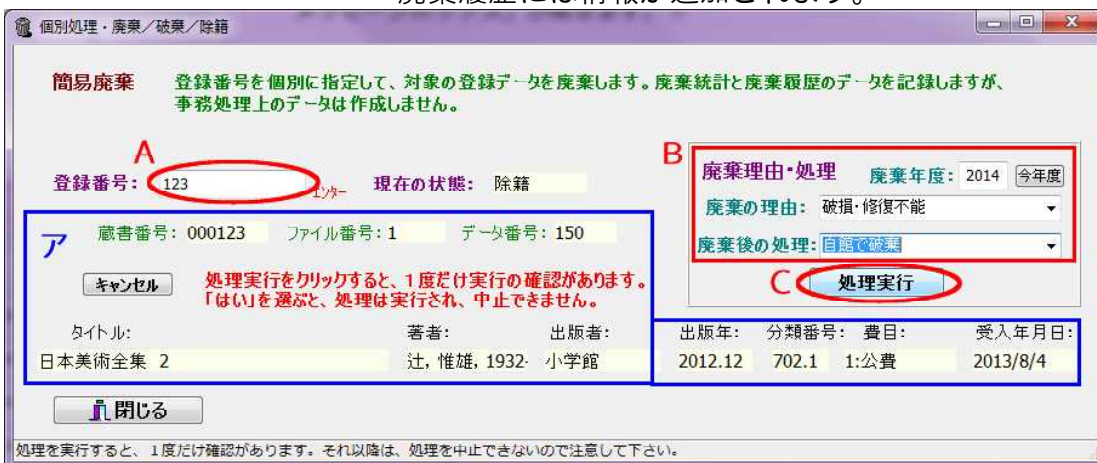 廃棄履歴には情報が追加されます。
個別処理・廃棄／破棄／除籍
簡易廃棄 登録番号を個別に指定して、対象の登録データを廃棄します。廃棄統計と廃棄履歴のデータを記録しますが、
事務処理上のデータは作成しません。
A
登録番号: 123 エンター 現在の状態: 除籍
B
廃棄理由・処理 廃棄年度: 2014 今年度
廃棄の理由: 破損・修復不能
廃棄後の処理: 自館で破棄
C 処理実行
ア 蔵書番号: 000123 ファイル番号: 1 データ番号: 150
キャンセル 処理実行をクリックすると、1度だけ実行の確認があります。
「はい」を選ぶと、処理は実行され、中止できません。
タイトル: 著者: 出版者: 出版年: 分類番号: 費目: 受入年月日:
日本美術全集 2 辻, 惟雄, 1932- 小学館 2012.12 702.1 1:公費 2013/8/4
閉じる
処理を実行すると、1度だけ確認があります。それ以降は、処理を中止できないので注意して下さい。